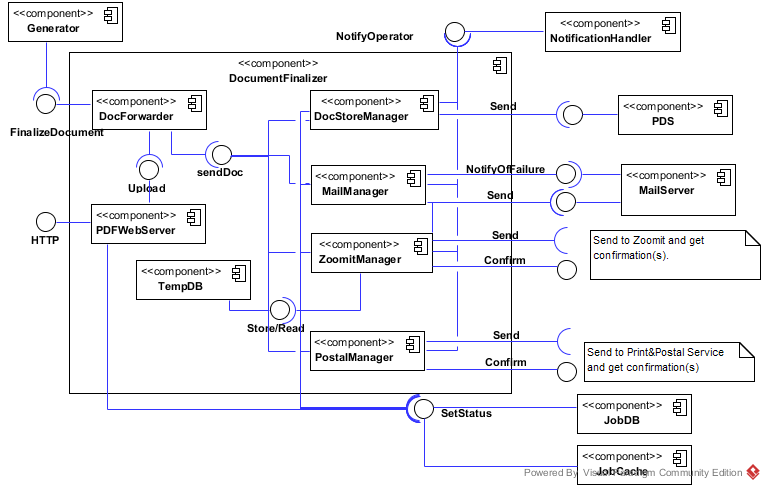 <<component>>
Generator
NotifyOperator
<<component>>
NotificationHandler
<<component>>
DocumentFinalizer
<<component>>
DocForwarder
FinalizeDocument
<<component>>
DocStoreManager
Send
<<component>>
PDS
sendDoc
Upload
<<component>>
MailManager
NotifyOfFailure
Send
<<component>>
MailServer
HTTP
<<component>>
PDFWebServer
<<component>>
ZoomitManager
Send
Confirm
Send to Zoomit and get
confirmation(s).
<<component>>
TempDB
Store/Read
<<component>>
PostalManager
Send
Confirm
Send to Print&Postal Service
and get confirmation(s)
SetStatus
<<component>>
JobDB
<<component>>
JobCache
Powered By Visual Paradigm Community Edition